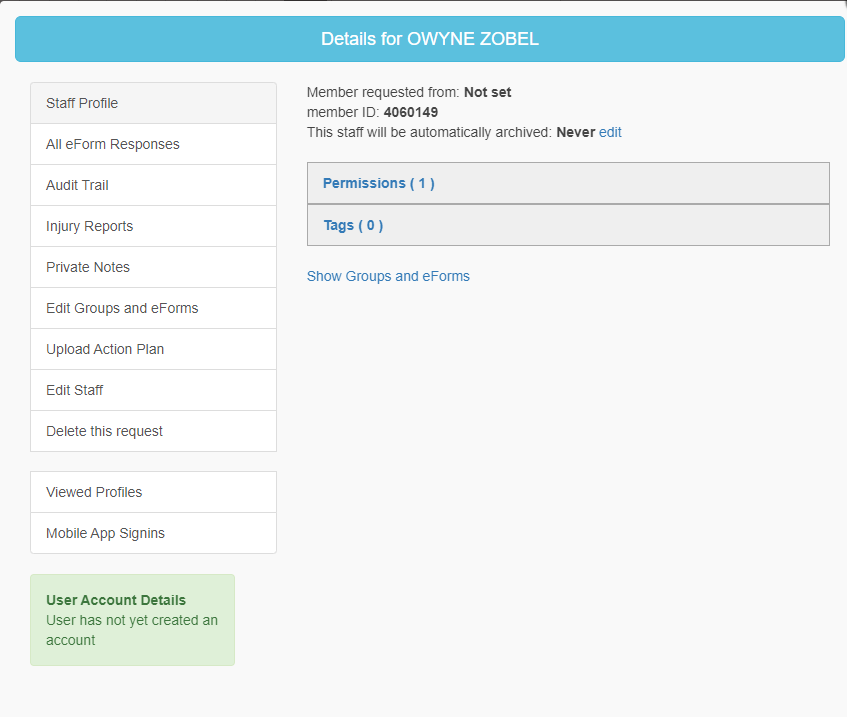 Details for OWYNE ZOBEL
Staff Profile
All eForm Responses
Audit Trail
Injury Reports
Private Notes
Edit Groups and eForms
Upload Action Plan
Edit Staff
Delete this request
Viewed Profiles
Mobile App Signins
User Account Details
User has not yet created an
account
Member requested from: Not set
member ID: 4060149
This staff will be automatically archived: Never edit
Permissions ( 1 )
Tags ( 0 )
Show Groups and eForms